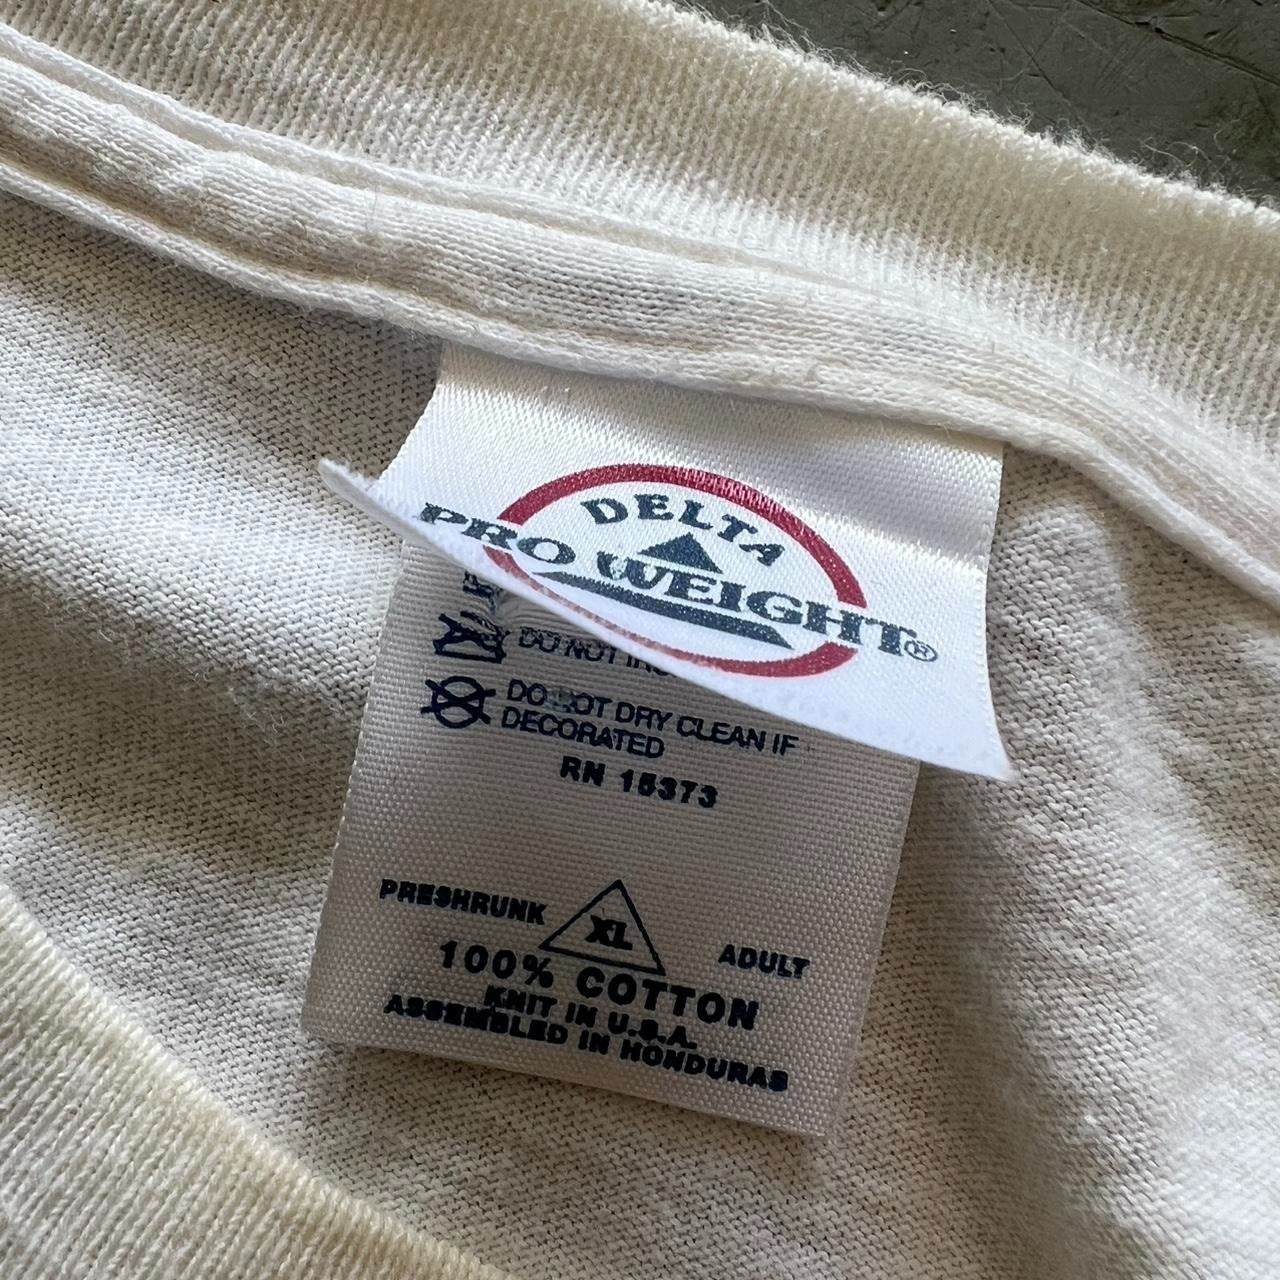 DELTA
PRO WEIGHT®
DO NOT
DO NOT DRY CLEAN IF
DECORATED
RN 15373
PRESHRUNK
XL
ADULT
100% COTTON
KNIT IN U.S.A.
ASSEMBLED IN HONDURAS